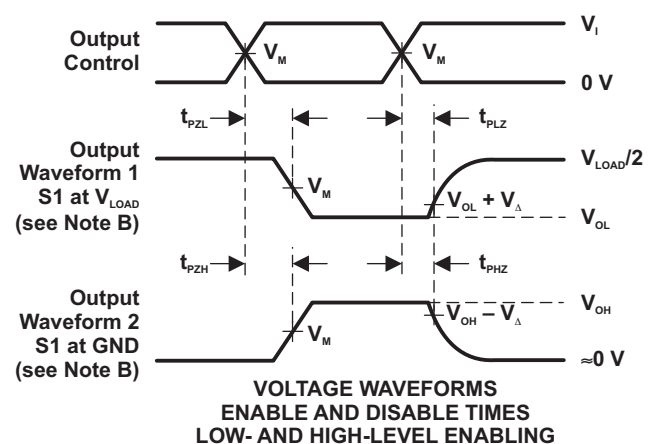 Output
Control
V_M
V_M
V_I
0 V
t_PZL
t_PLZ
Output
Waveform 1
S1 at V_LOAD
(see Note B)
V_M
V_LOAD/2
V_OL + V_Δ
V_OL
t_PZH
t_PHZ
Output
Waveform 2
S1 at GND
(see Note B)
V_M
V_OH
V_OH – V_Δ
≈0 V
VOLTAGE WAVEFORMS
ENABLE AND DISABLE TIMES
LOW- AND HIGH-LEVEL ENABLING